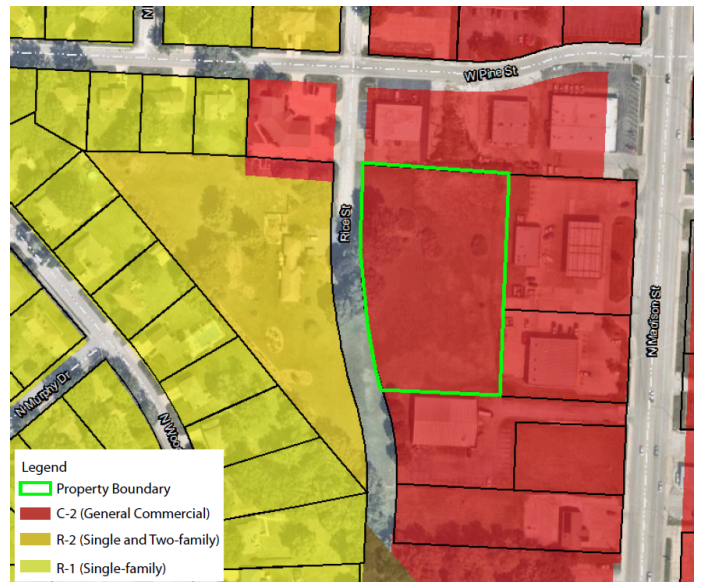 N
W Pine St
Rice St
N Madison St
N Murphy Dr
N Woo
Legend
Property Boundary
C-2 (General Commercial)
R-2 (Single and Two-family)
R-1 (Single-family)